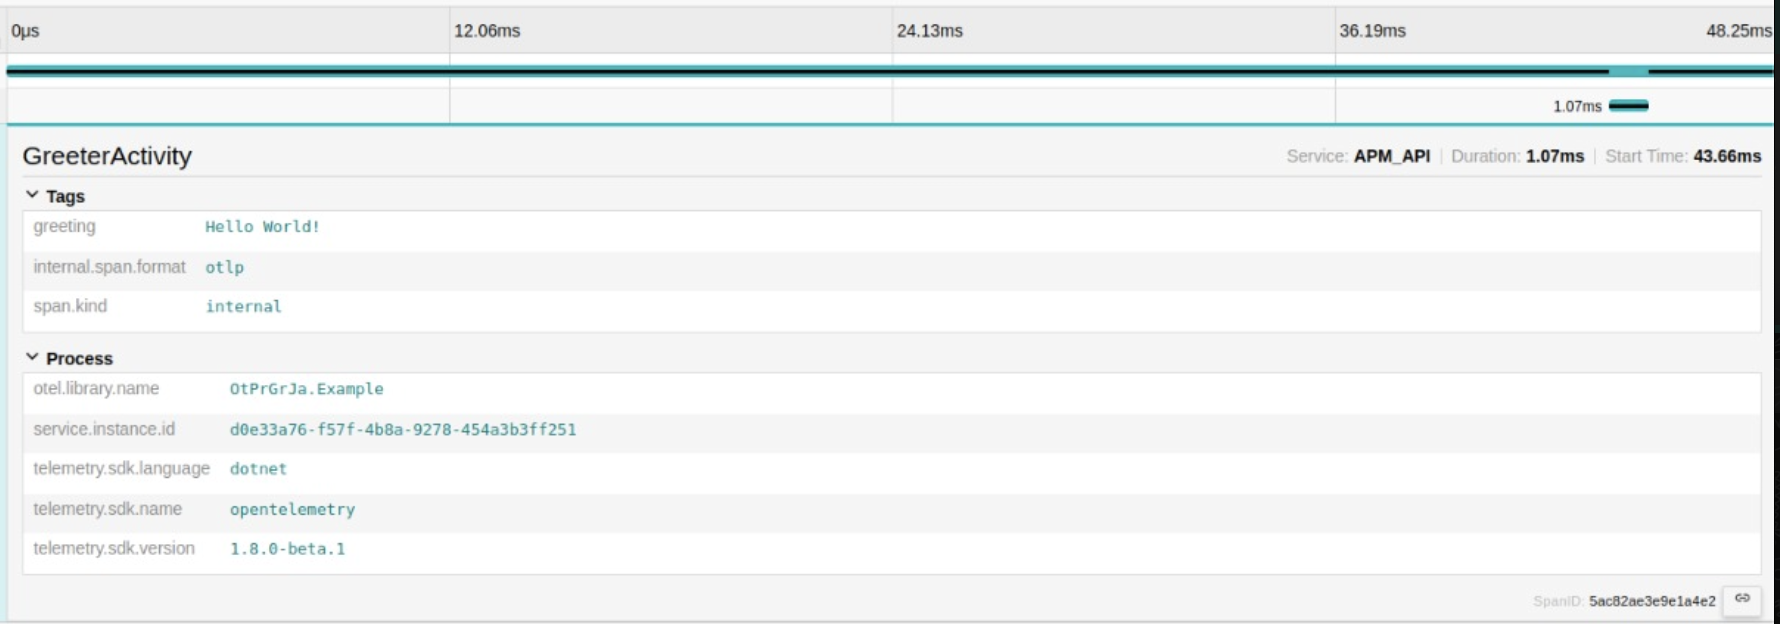 0μs 12.06ms 24.13ms 36.19ms 48.25ms
1.07ms
GreeterActivity Service: APM_API Duration: 1.07ms Start Time: 43.66ms
Tags
greeting Hello World!
internal.span.format otlp
span.kind internal
Process
otel.library.name OtPrGrJa.Example
service.instance.id d0e33a76-f57f-4b8a-9278-454a3b3ff251
telemetry.sdk.language dotnet
telemetry.sdk.name opentelemetry
telemetry.sdk.version 1.8.0-beta.1
SpanID: 5ac82ae3e9e1a4e2